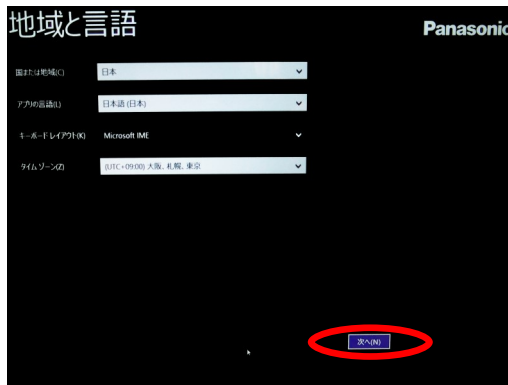 地域と言語
Panasonic
国または地域(C)
日本
アプリの言語(L)
日本語 (日本)
キーボード レイアウト(K)
Microsoft IME
タイム ゾーン(Z)
(UTC+09:00) 大阪、札幌、東京
次へ(N)